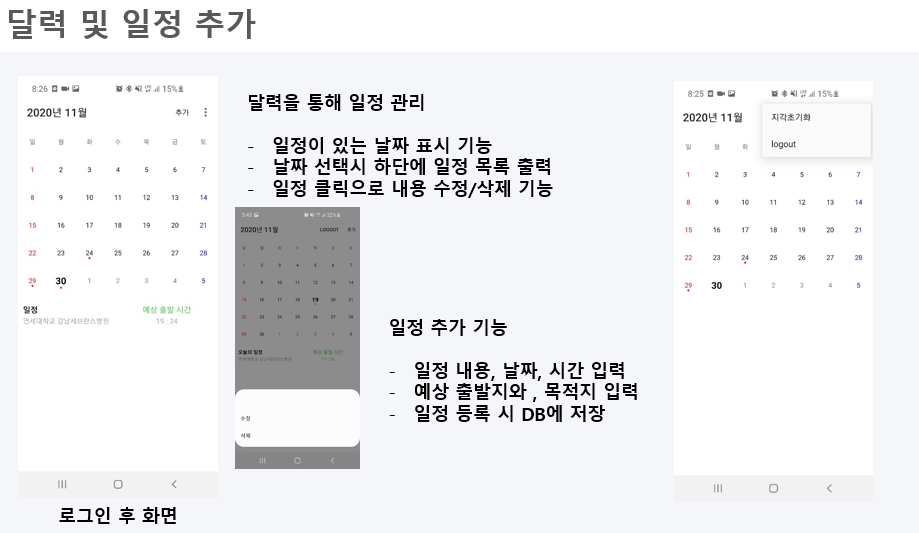 달력 및 일정 추가
8:26 15%
2020년 11월 추가
일 월 화 수 목 금 토
1 2 3 4 5 6 7
8 9 10 11 12 13 14
15 16 17 18 19 20 21
22 23 24 25 26 27 28
29 30 1 2 3 4 5
일정 예상 출발 시간
연세대학교 강남세브란스병원 19 : 24
로그인 후 화면
달력을 통해 일정 관리
- 일정이 있는 날짜 표시 기능
- 날짜 선택시 하단에 일정 목록 출력
- 일정 클릭으로 내용 수정/삭제 기능
5:43 22%
2020년 11월 LOGOUT 추가
일 월 화 수 목 금 토
1 2 3 4 5 6 7
8 9 10 11 12 13 14
15 16 17 18 19 20 21
22 23 24 25 26 27 28
29 30 1 2 3 4 5
오늘의 일정 예상 출발 시간
연세대학교 강남세브란스병원
수정
삭제
일정 추가 기능
- 일정 내용, 날짜, 시간 입력
- 예상 출발지와 , 목적지 입력
- 일정 등록 시 DB에 저장
8:25 15%
2020년 11월
지각초기화
logout
일 월 화
1 2 3 4 5 6 7
8 9 10 11 12 13 14
15 16 17 18 19 20 21
22 23 24 25 26 27 28
29 30 1 2 3 4 5